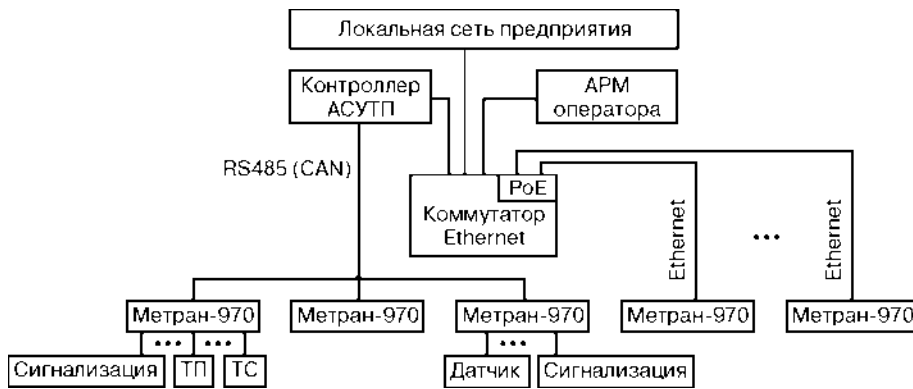 Локальная сеть предприятия
Контроллер
АСУТП
АРМ
оператора
RS485 (CAN)
PoE
Коммутатор
Ethernet
Ethernet
•••
Ethernet
Метран-970
Метран-970
Метран-970
Метран-970
Метран-970
••• •••
•••
Сигнализация
ТП
ТС
Датчик
Сигнализация